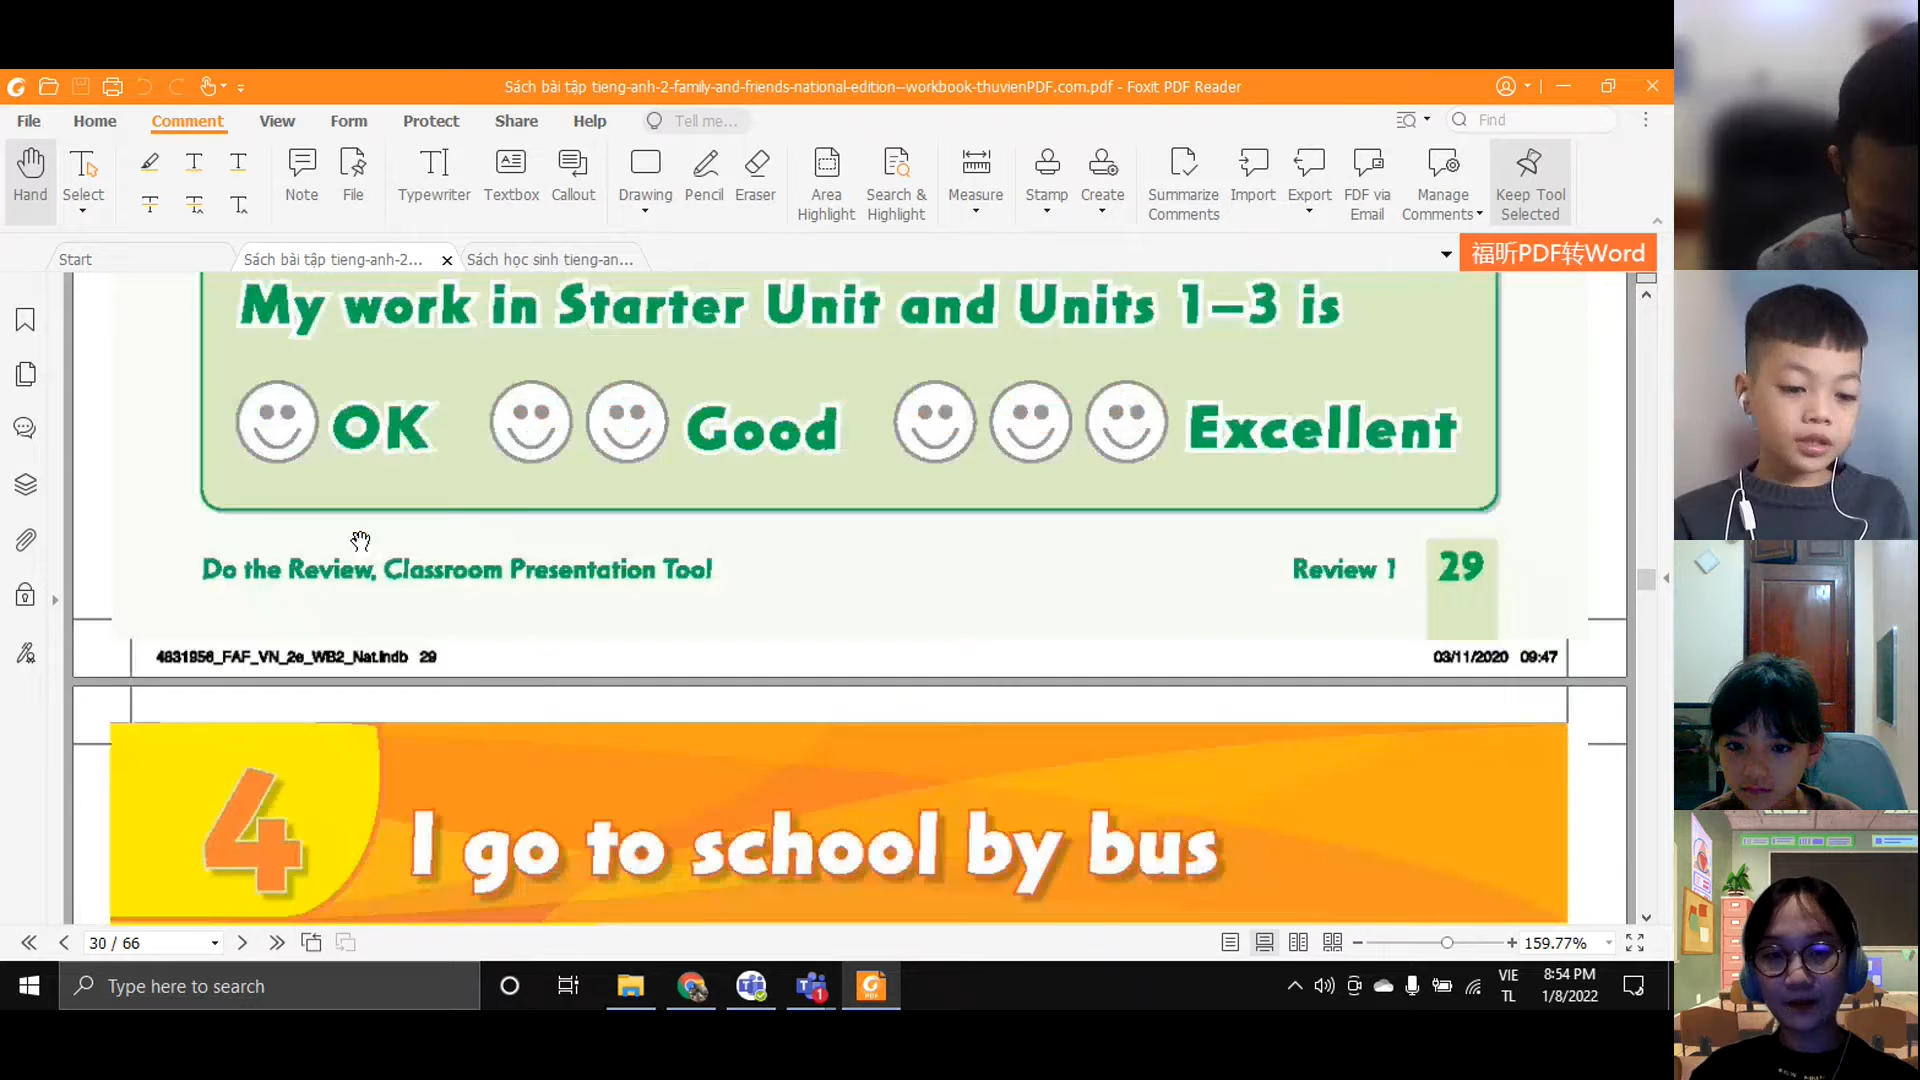 Sách bài tập tieng-anh-2-family-and-friends-national-edition--workbook-thuvienPDF.com.pdf - Foxit PDF Reader
File Home Comment View Form Protect Share Help Tell me... Find
Hand Select Note File Typewriter Textbox Callout Drawing Pencil Eraser Area Highlight Search & Highlight Measure Stamp Create Summarize Comments Import Export FDF via Email Manage Comments Keep Tool Selected
Start Sách bài tập tieng-anh-2... Sách học sinh tieng-an... 福昕PDF转Word
My work in Starter Unit and Units 1–3 is
OK Good Excellent
Do the Review, Classroom Presentation Tool Review 1 29
4831956_FAF_VN_2e_WB2_Nat.indb 29 03/11/2020 09:47
4 I go to school by bus
30 / 66 159.77%
Type here to search 1 VIE 8:54 PM
TL 1/8/2022